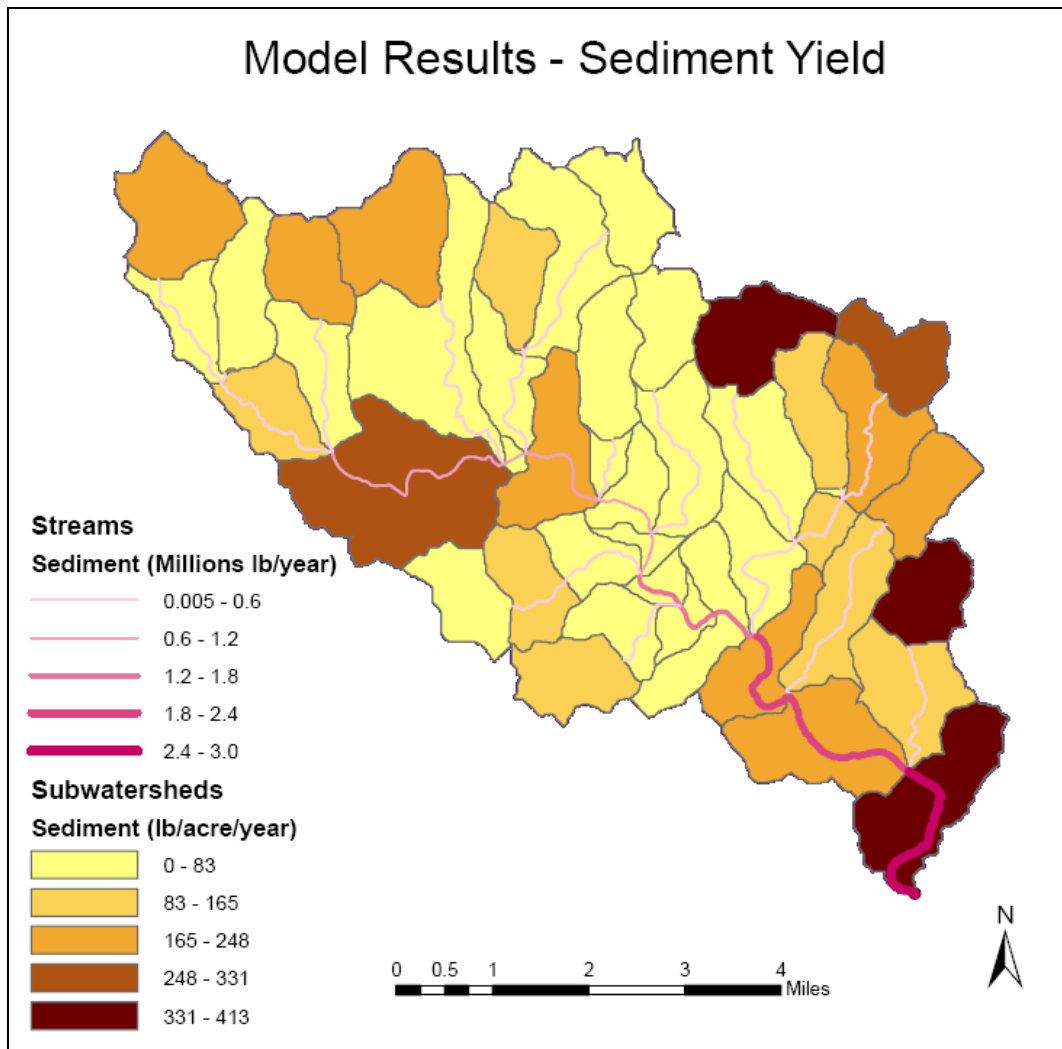 Model Results - Sediment Yield
Streams
Sediment (Millions lb/year)
0.005 - 0.6
0.6 - 1.2
1.2 - 1.8
1.8 - 2.4
2.4 - 3.0
Subwatersheds
Sediment (lb/acre/year)
0 - 83
83 - 165
165 - 248
248 - 331
331 - 413
0 0.5 1 2 3 4
Miles
N